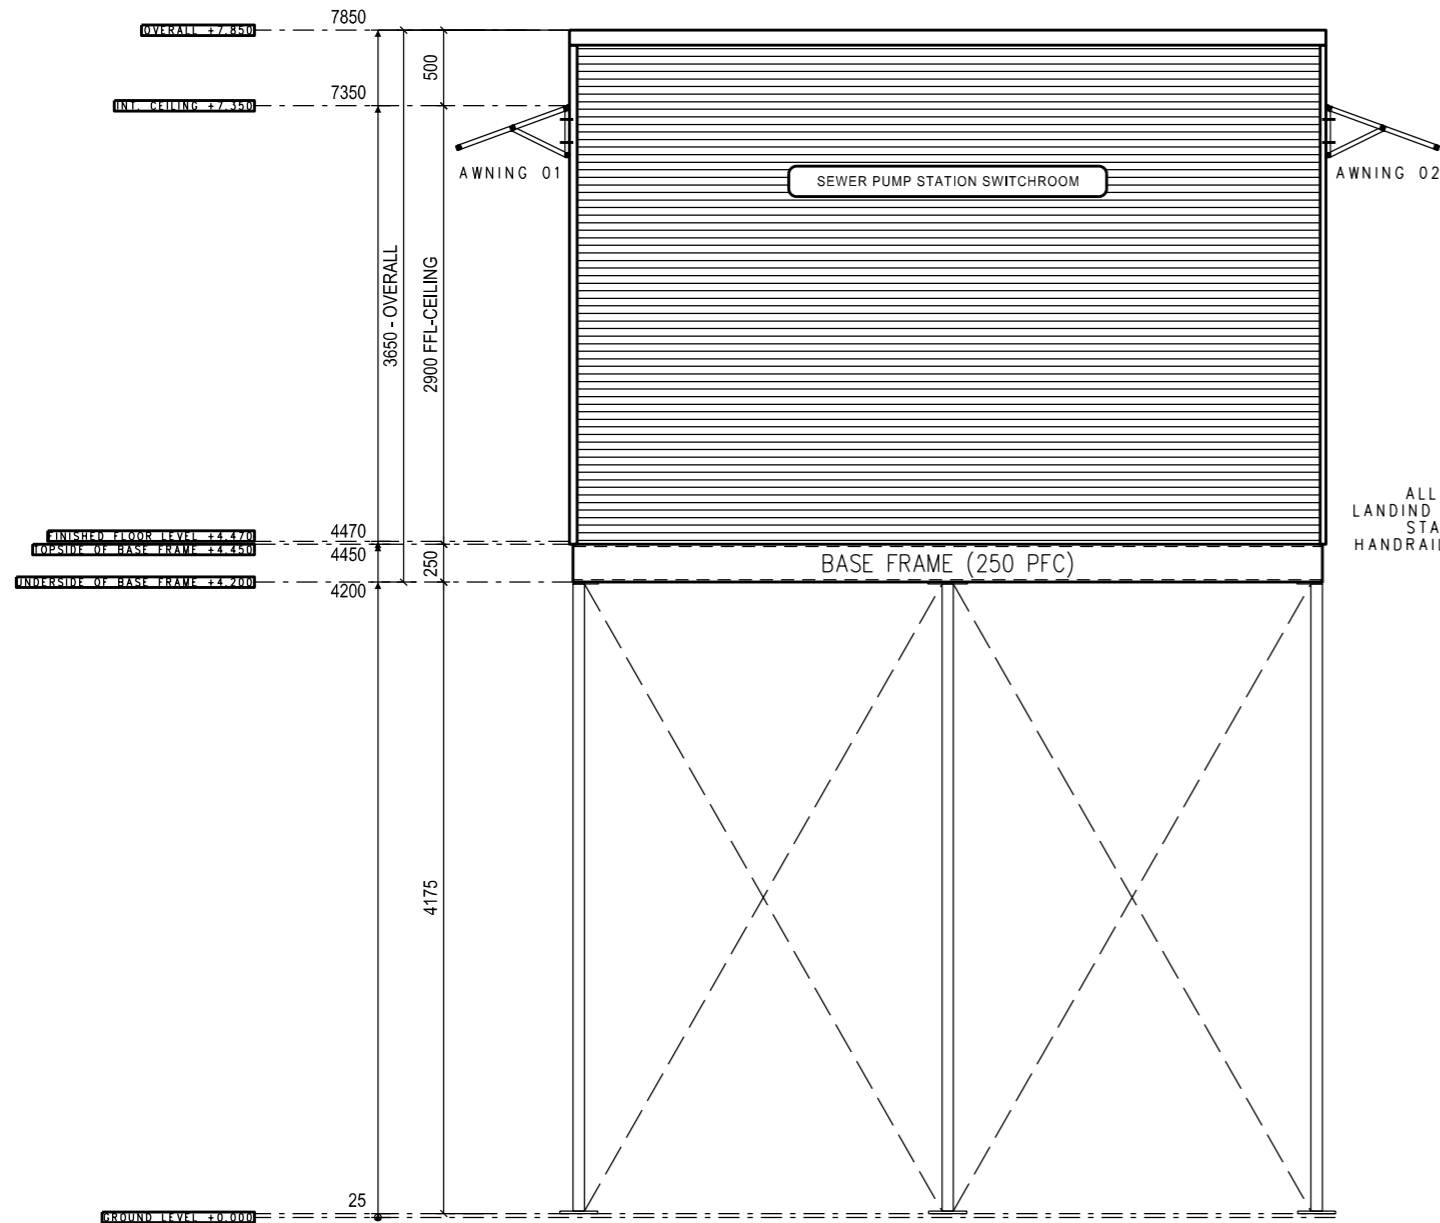 OVERALL +7.850
7850
500
7350
INT. CEILING +7.350
AWNING 01
SEWER PUMP STATION SWITCHROOM
AWNING 02
3650 - OVERALL
2900 FFL-CEILING
ALL
LANDIND
STA
HANDRAIL
FINISHED FLOOR LEVEL +4.470
4470
TOPSIDE OF BASE FRAME +4.450
4450
250
BASE FRAME (250 PFC)
UNDERSIDE OF BASE FRAME +4.200
4200
4175
25
GROUND LEVEL +0.000